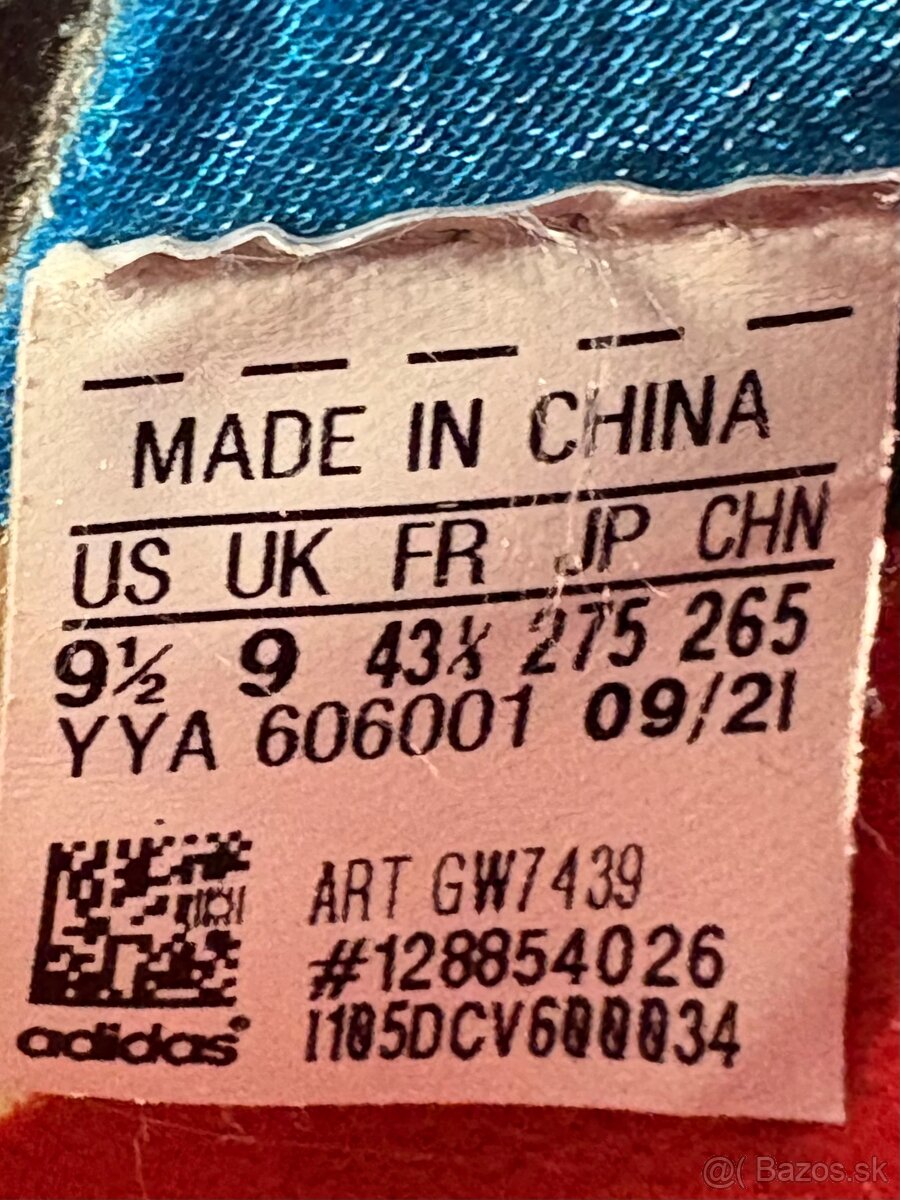 MADE IN CHINA
US UK FR JP CHN
9½ 9 43⅓ 275 265
YYA 606001 09/21
ART GW7439
#128854026
I105DCV600034
adidas®
@( Bazos.sk